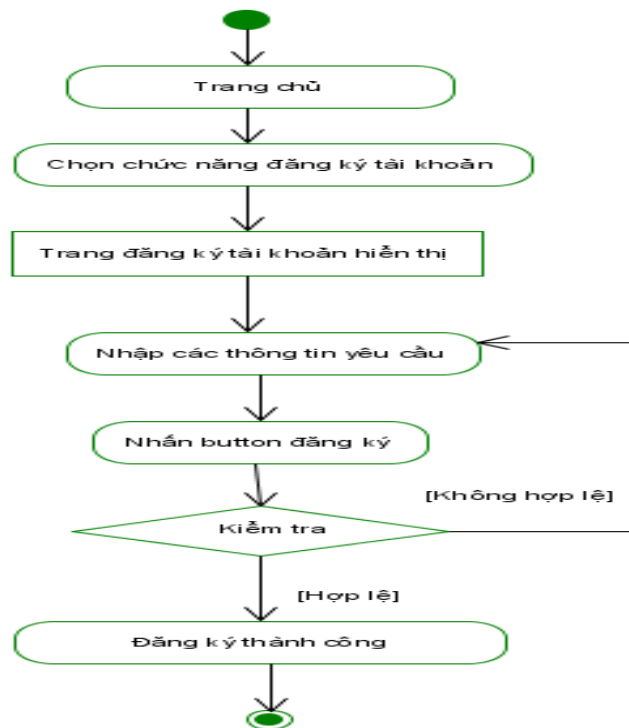 Trang chủ
Chọn chức năng đăng ký tài khoản
Trang đăng ký tài khoản hiển thị
Nhập các thông tin yêu cầu
Nhấn button đăng ký
[Không hợp lệ]
Kiểm tra
[Hợp lệ]
Đăng ký thành công